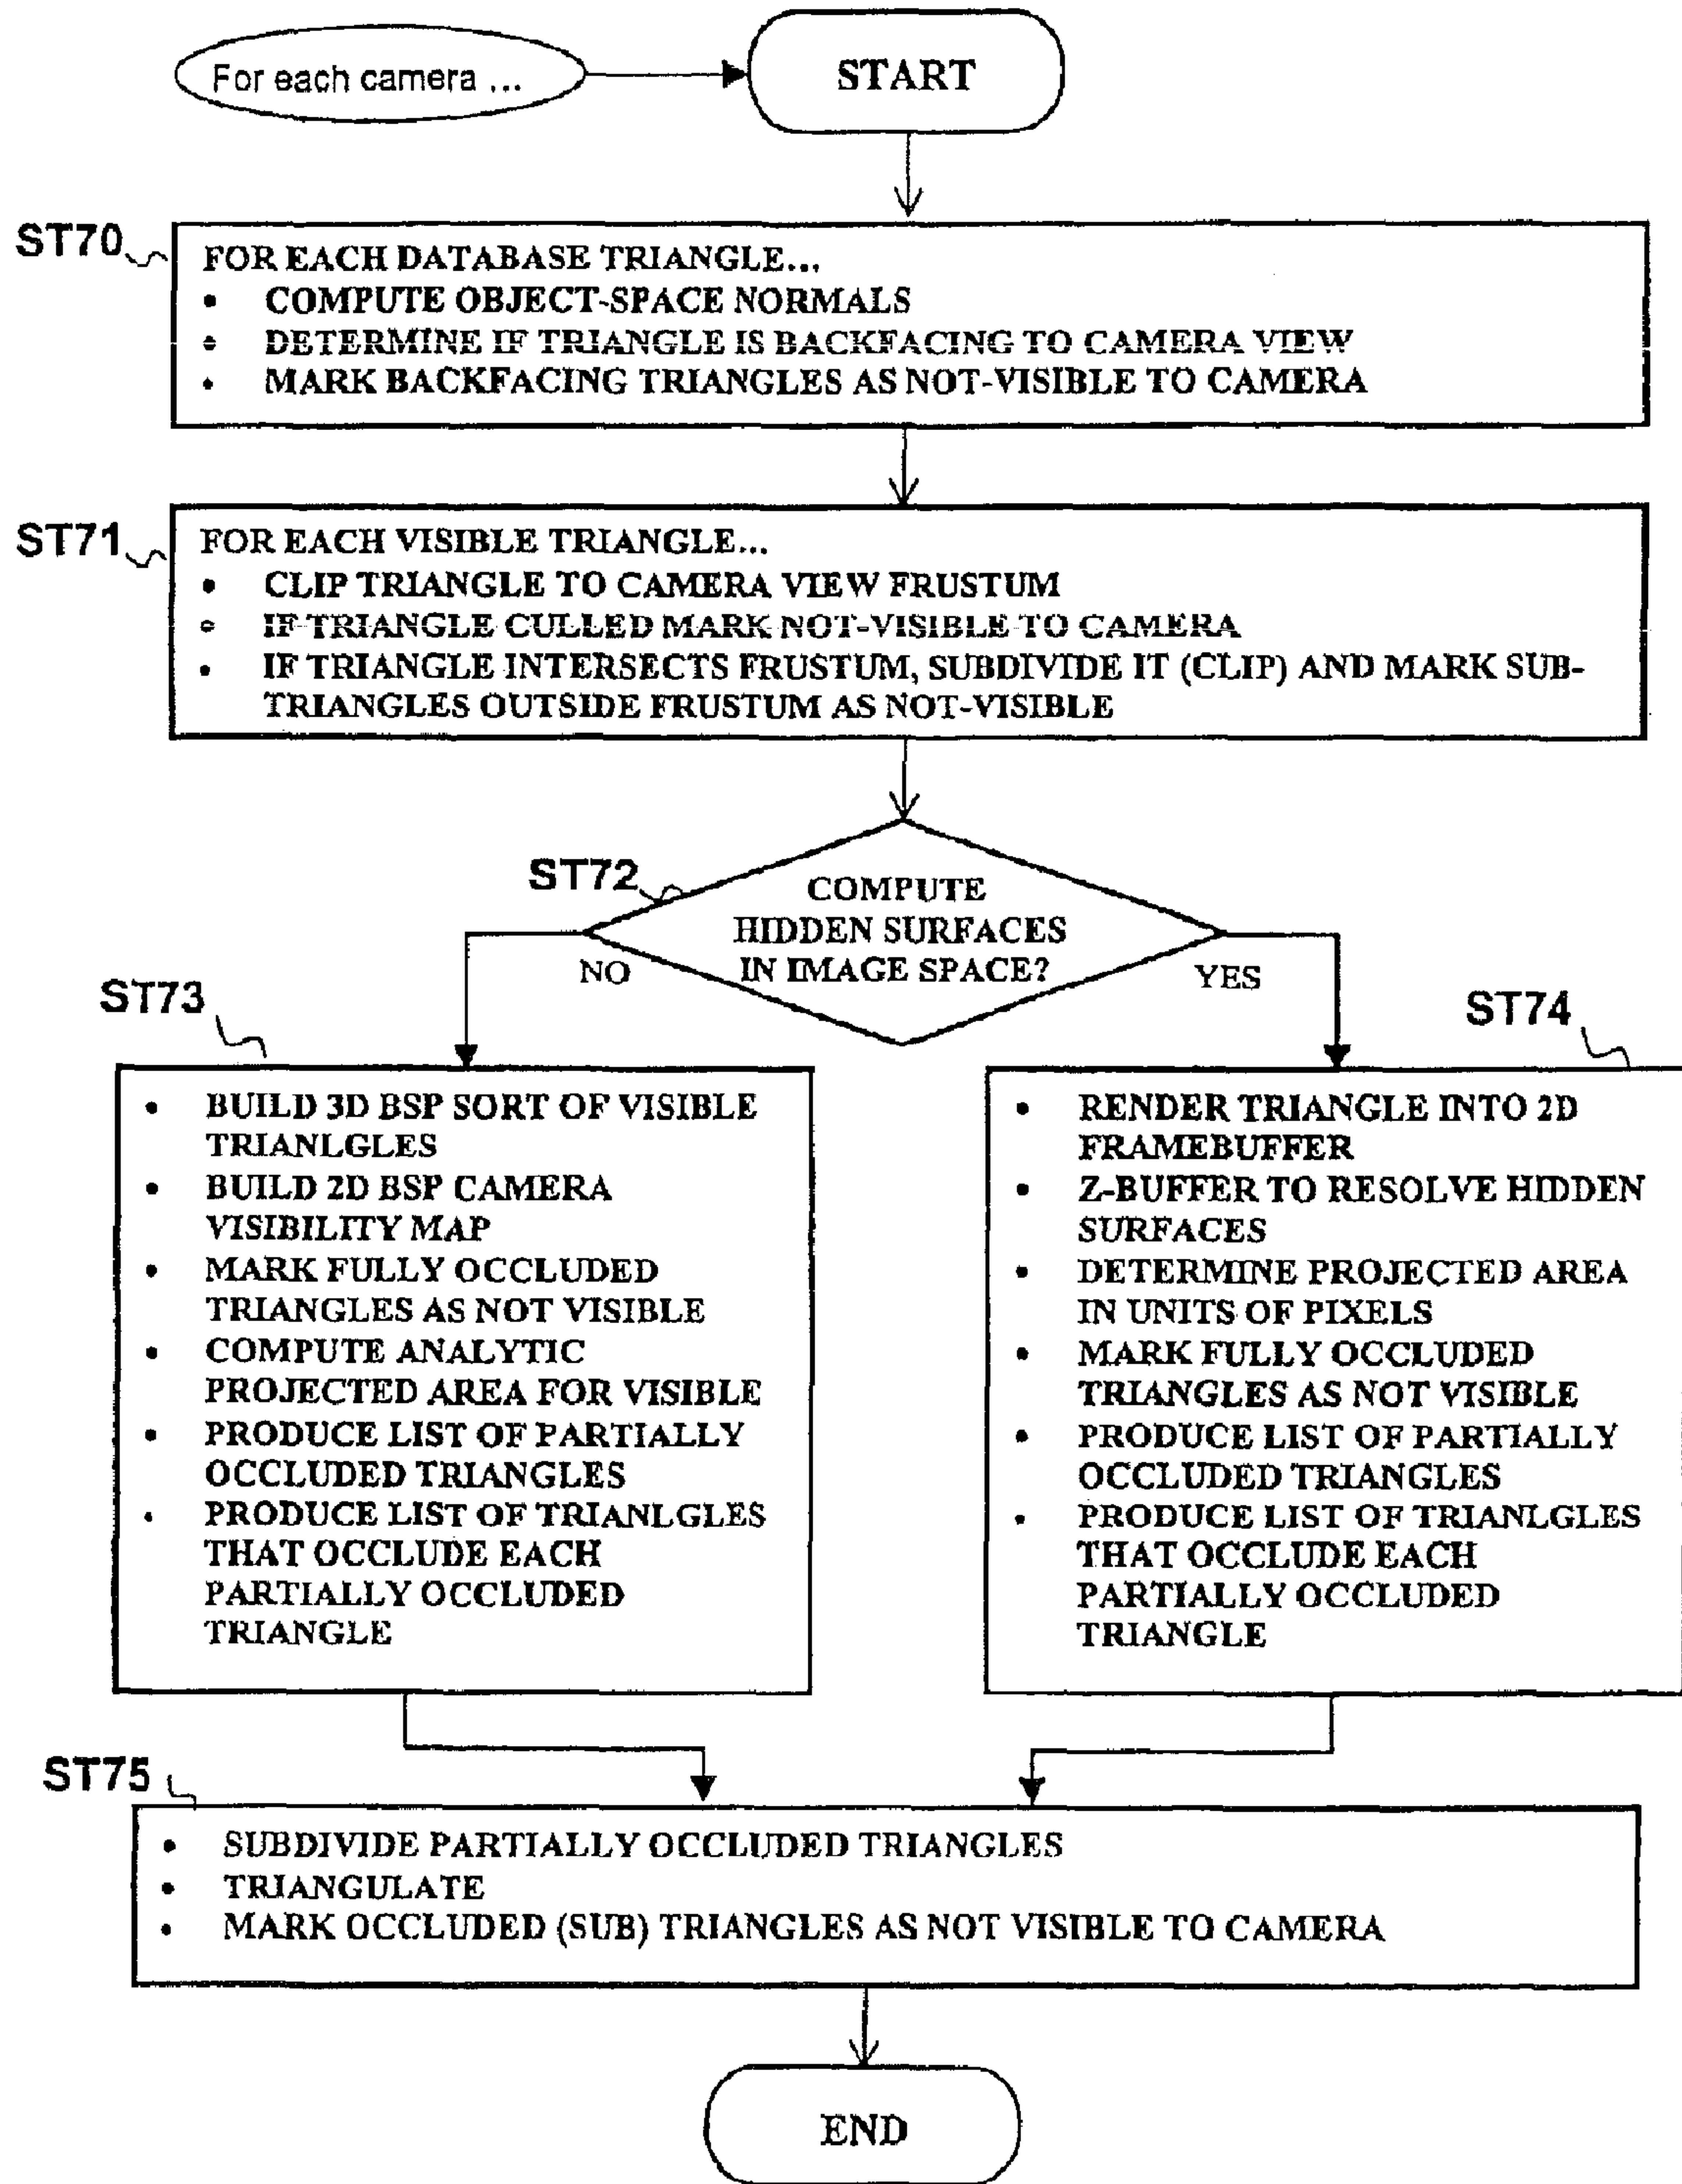 For each camera ...
START
ST70
FOR EACH DATABASE TRIANGLE...
• COMPUTE OBJECT-SPACE NORMALS
• DETERMINE IF TRIANGLE IS BACKFACING TO CAMERA VIEW
• MARK BACKFACING TRIANGLES AS NOT-VISIBLE TO CAMERA
ST71
FOR EACH VISIBLE TRIANGLE...
• CLIP TRIANGLE TO CAMERA VIEW FRUSTUM
• IF TRIANGLE CULLED MARK NOT-VISIBLE TO CAMERA
• IF TRIANGLE INTERSECTS FRUSTUM, SUBDIVIDE IT (CLIP) AND MARK SUB-
TRIANGLES OUTSIDE FRUSTUM AS NOT-VISIBLE
ST72
COMPUTE
HIDDEN SURFACES
IN IMAGE SPACE?
NO
YES
ST73
• BUILD 3D BSP SORT OF VISIBLE
TRIANLGLES
• BUILD 2D BSP CAMERA
VISIBILITY MAP
• MARK FULLY OCCLUDED
TRIANGLES AS NOT VISIBLE
• COMPUTE ANALYTIC
PROJECTED AREA FOR VISIBLE
• PRODUCE LIST OF PARTIALLY
OCCLUDED TRIANGLES
• PRODUCE LIST OF TRIANLGLES
THAT OCCLUDE EACH
PARTIALLY OCCLUDED
TRIANGLE
ST74
• RENDER TRIANGLE INTO 2D
FRAMEBUFFER
• Z-BUFFER TO RESOLVE HIDDEN
SURFACES
• DETERMINE PROJECTED AREA
IN UNITS OF PIXELS
• MARK FULLY OCCLUDED
TRIANGLES AS NOT VISIBLE
• PRODUCE LIST OF PARTIALLY
OCCLUDED TRIANGLES
• PRODUCE LIST OF TRIANLGLES
THAT OCCLUDE EACH
PARTIALLY OCCLUDED
TRIANGLE
ST75
• SUBDIVIDE PARTIALLY OCCLUDED TRIANGLES
• TRIANGULATE
• MARK OCCLUDED (SUB) TRIANGLES AS NOT VISIBLE TO CAMERA
END